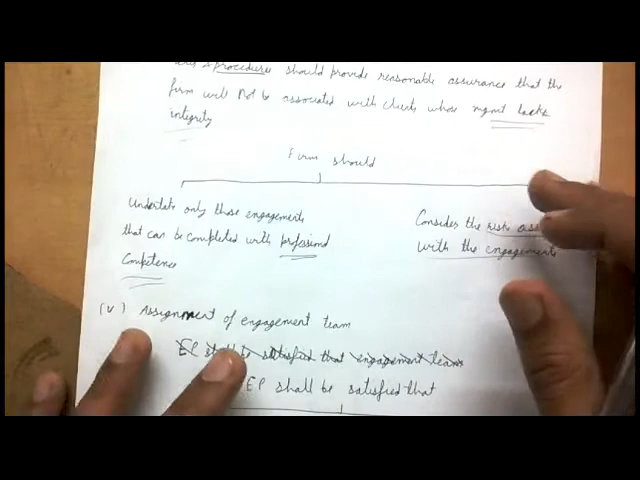 procedures should provide reasonable assurance that the
firm will Not be associated with clients whose mgmt lacks
integrity
Firm should
Undertake only those engagements
that can be completed with professional
Competence
Consider the risk
with the engagement
(V) Assignment of engagement team
EP shall be satisfied that engagement team
EP shall be satisfied that